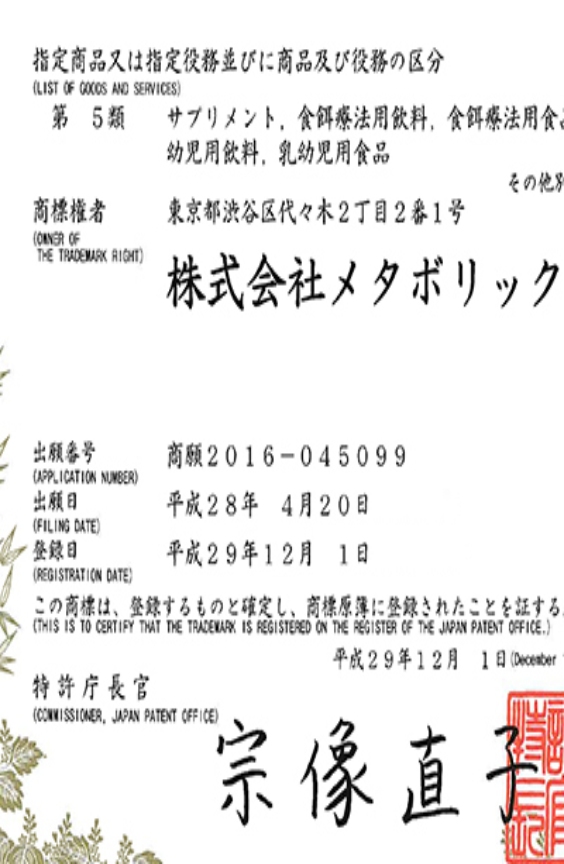 指定商品又は指定役務並びに商品及び役務の区分
(LIST OF GOODS AND SERVICES)
第 5類 サプリメント，食餌療法用飲料，食餌療法用食
幼児用飲料，乳幼児用食品
その他
商標権者 東京都渋谷区代々木2丁目2番1号
(OWNER OF
THE TRADEMARK RIGHT)
株式会社メタボリック
出願番号 商願2016-045099
(APPLICATION NUMBER)
出願日 平成28年 4月20日
(FILING DATE)
登録日 平成29年12月 1日
(REGISTRATION DATE)
この商標は、登録するものと確定し、商標原簿に登録されたことを証する
(THIS IS TO CERTIFY THAT THE TRADEMARK IS REGISTERED ON THE REGISTER OF THE JAPAN PATENT OFFICE.)
平成29年12月 1日(December
特許庁長官
(COMMISSIONER, JAPAN PATENT OFFICE)
宗像直子